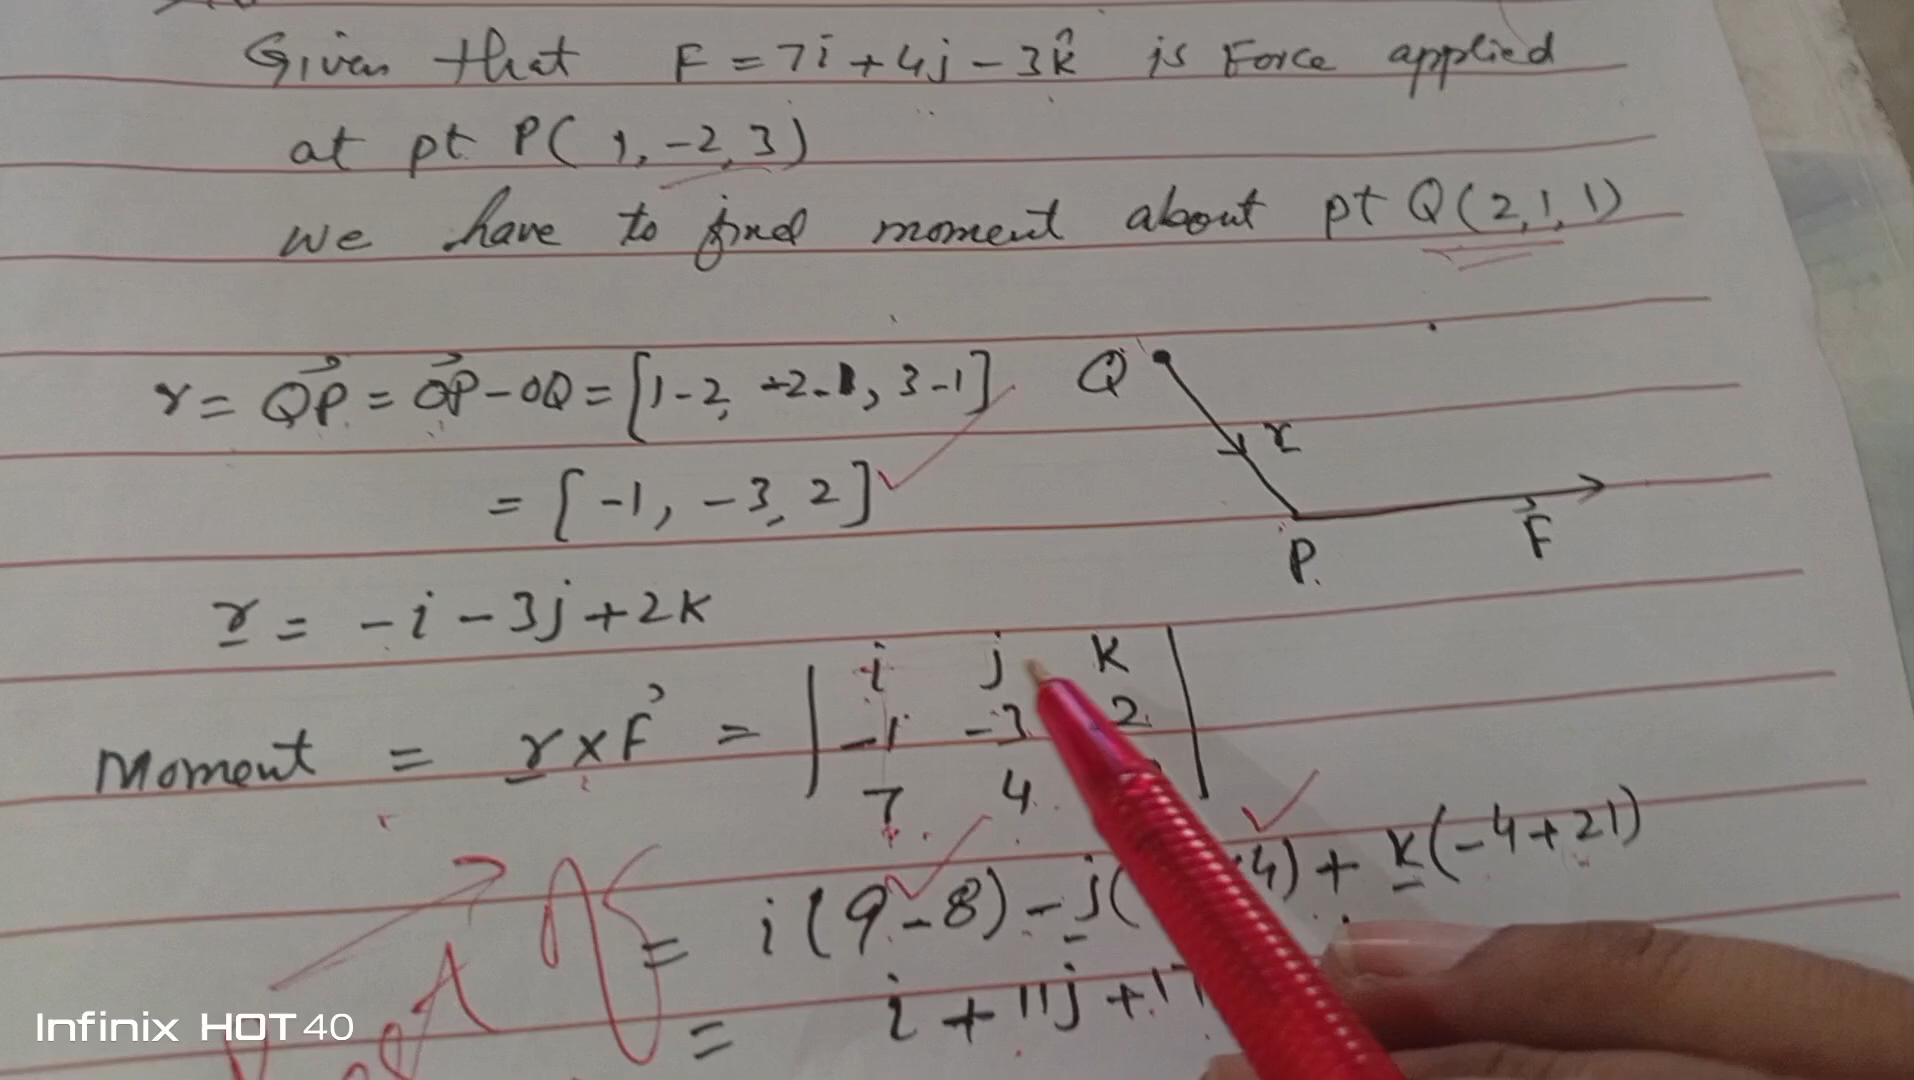 Given that F = 7i + 4j - 3k̂ is Force applied
at pt P( 1, -2, 3)
we have to find moment about pt Q(2, 1, 1)
r = QP = OP - OQ = [1-2, -2-1, 3-1]
Q
r
= [-1, -3, 2]
P.
F
r = -i - 3j + 2k
i j k
Moment = r x F = -1 -3 2
7 4
= i (9-8) - j( 4) + k(-4+21)
= i + 11j + 17
Infinix HOT 40